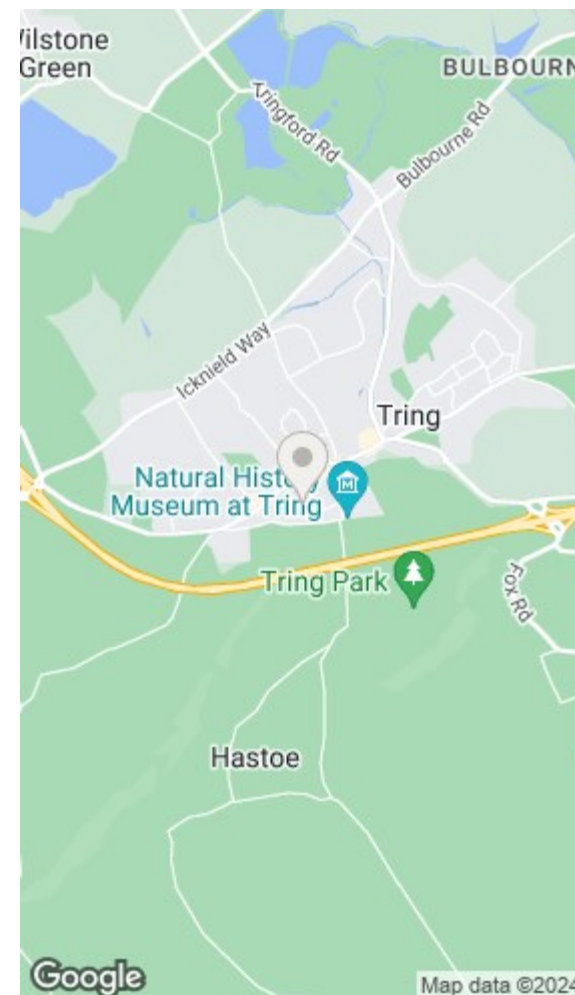 Vilstone
Green
BULBOURN
Tringford Rd
Bulbourne Rd
Icknield Way
Tring
Natural History
Museum at Tring
M
Tring Park
Fox Rd
Hastoe
Google
Map data ©2024